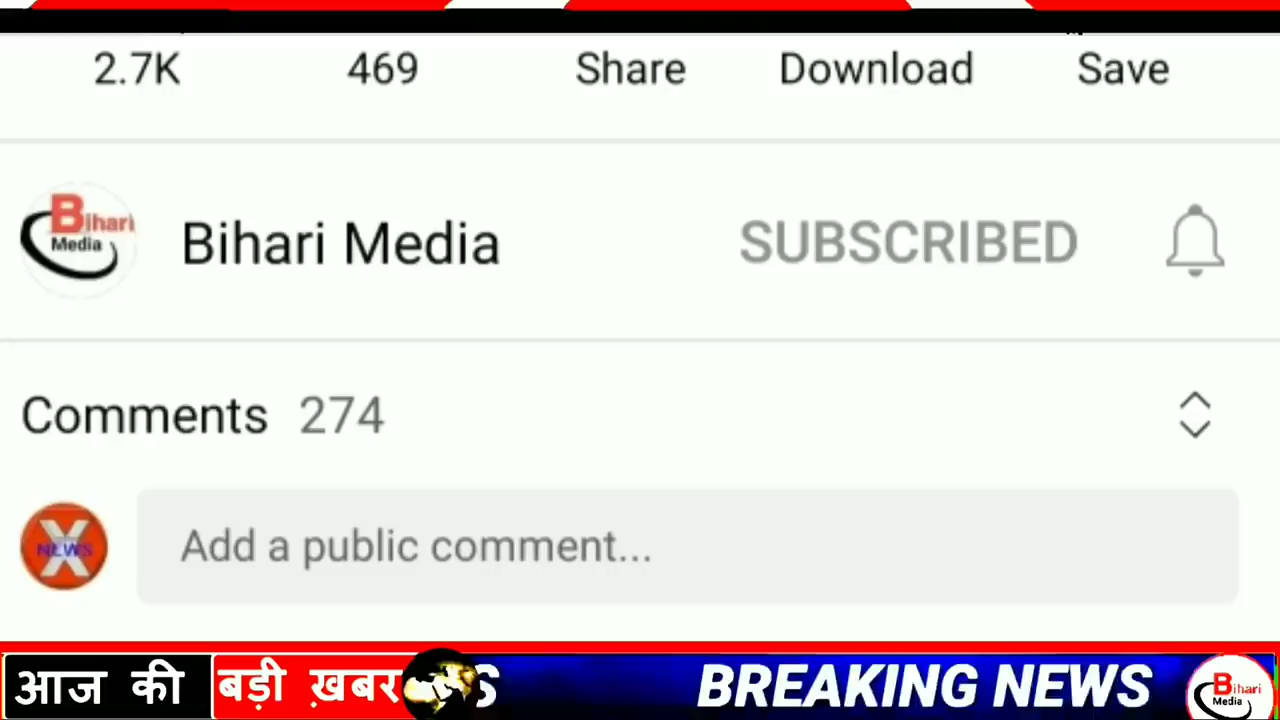 2.7K 469 Share Download Save
Bihari Media Bihari Media SUBSCRIBED
Comments 274
X NEWS Add a public comment...
आज की बड़ी ख़बर S BREAKING NEWS Bihari Media